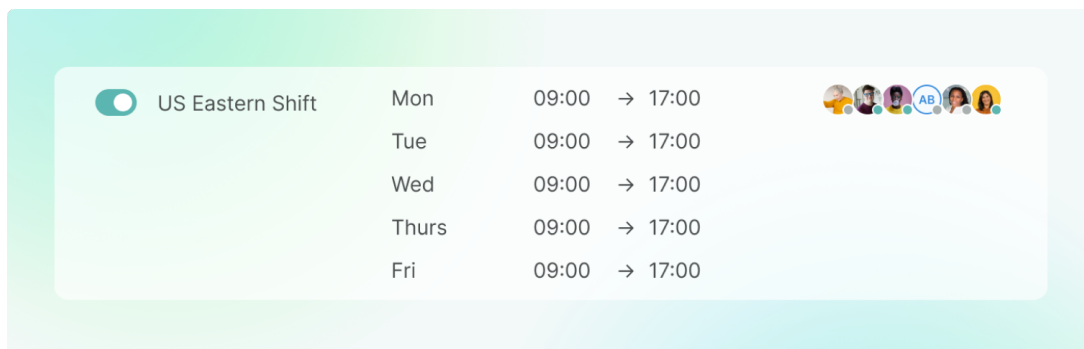 US Eastern Shift
Mon 09:00 → 17:00
AB
Tue 09:00 → 17:00
Wed 09:00 → 17:00
Thurs 09:00 → 17:00
Fri 09:00 → 17:00